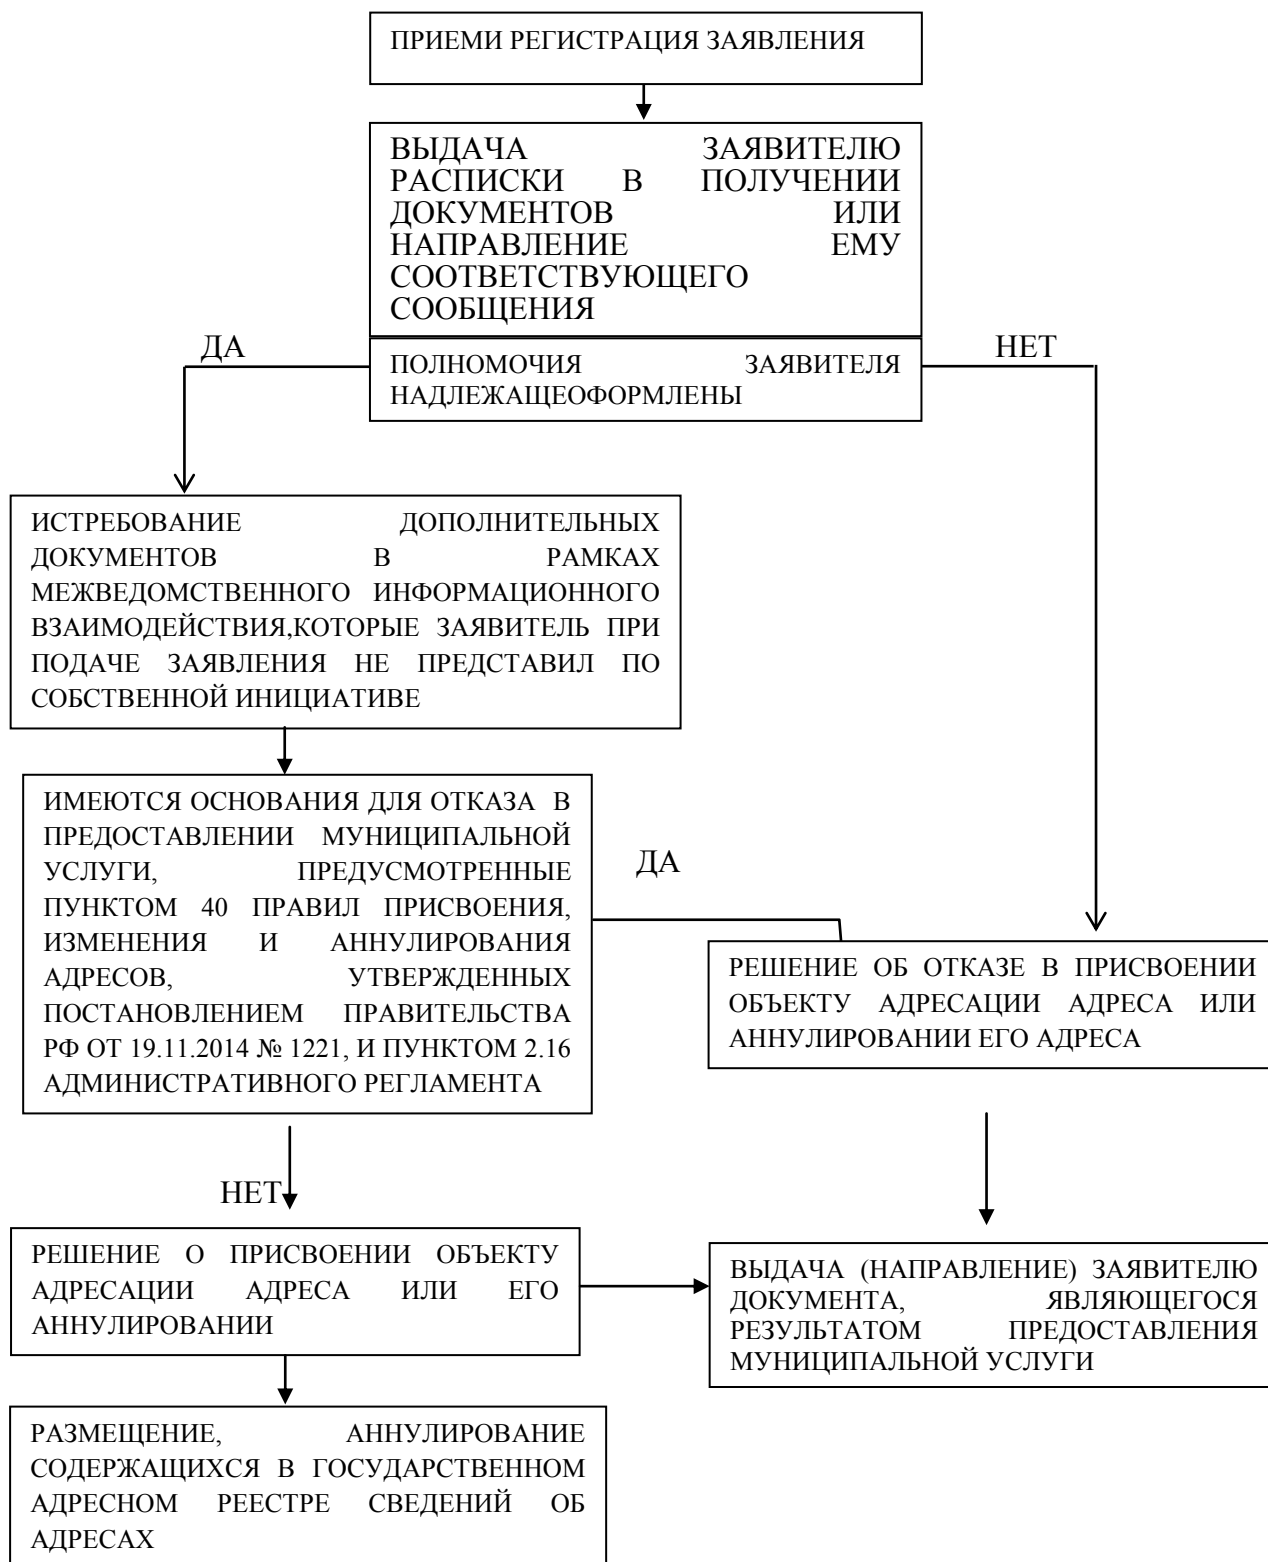 ПРИЕМИ РЕГИСТРАЦИЯ ЗАЯВЛЕНИЯ
ВЫДАЧА ЗАЯВИТЕЛЮ
РАСПИСКИ В ПОЛУЧЕНИИ
ДОКУМЕНТОВ ИЛИ
НАПРАВЛЕНИЕ ЕМУ
СООТВЕТСТВУЮЩЕГО
СООБЩЕНИЯ
ДА
НЕТ
ПОЛНОМОЧИЯ ЗАЯВИТЕЛЯ
НАДЛЕЖАЩЕОФОРМЛЕНЫ
ИСТРЕБОВАНИЕ ДОПОЛНИТЕЛЬНЫХ
ДОКУМЕНТОВ В РАМКАХ
МЕЖВЕДОМСТВЕННОГО ИНФОРМАЦИОННОГО
ВЗАИМОДЕЙСТВИЯ,КОТОРЫЕ ЗАЯВИТЕЛЬ ПРИ
ПОДАЧЕ ЗАЯВЛЕНИЯ НЕ ПРЕДСТАВИЛ ПО
СОБСТВЕННОЙ ИНИЦИАТИВЕ
ИМЕЮТСЯ ОСНОВАНИЯ ДЛЯ ОТКАЗА В
ПРЕДОСТАВЛЕНИИ МУНИЦИПАЛЬНОЙ
УСЛУГИ, ПРЕДУСМОТРЕННЫЕ
ПУНКТОМ 40 ПРАВИЛ ПРИСВОЕНИЯ,
ИЗМЕНЕНИЯ И АННУЛИРОВАНИЯ
АДРЕСОВ, УТВЕРЖДЕННЫХ
ПОСТАНОВЛЕНИЕМ ПРАВИТЕЛЬСТВА
РФ ОТ 19.11.2014 № 1221, И ПУНКТОМ 2.16
АДМИНИСТРАТИВНОГО РЕГЛАМЕНТА
ДА
РЕШЕНИЕ ОБ ОТКАЗЕ В ПРИСВОЕНИИ
ОБЪЕКТУ АДРЕСАЦИИ АДРЕСА ИЛИ
АННУЛИРОВАНИИ ЕГО АДРЕСА
НЕТ
РЕШЕНИЕ О ПРИСВОЕНИИ ОБЪЕКТУ
АДРЕСАЦИИ АДРЕСА ИЛИ ЕГО
АННУЛИРОВАНИИ
ВЫДАЧА (НАПРАВЛЕНИЕ) ЗАЯВИТЕЛЮ
ДОКУМЕНТА, ЯВЛЯЮЩЕГОСЯ
РЕЗУЛЬТАТОМ ПРЕДОСТАВЛЕНИЯ
МУНИЦИПАЛЬНОЙ УСЛУГИ
РАЗМЕЩЕНИЕ, АННУЛИРОВАНИЕ
СОДЕРЖАЩИХСЯ В ГОСУДАРСТВЕННОМ
АДРЕСНОМ РЕЕСТРЕ СВЕДЕНИЙ ОБ
АДРЕСАХ